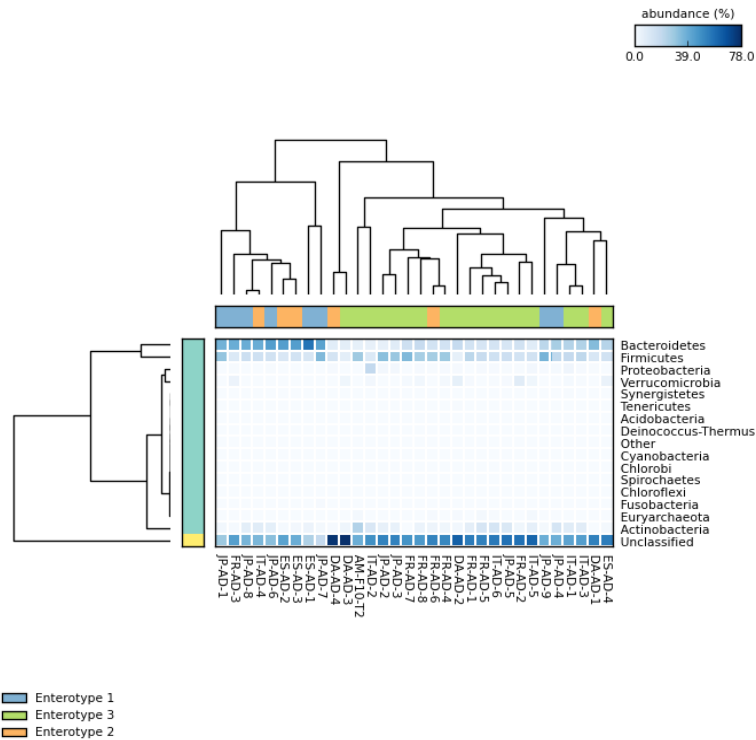 abundance (%)
0.0 39.0 78.0
Bacteroidetes
Firmicutes
Proteobacteria
Verrucomicrobia
Synergistetes
Tenericutes
Acidobacteria
Deinococcus-Thermus
Other
Cyanobacteria
Chlorobi
Spirochaetes
Chloroflexi
Fusobacteria
Euryarchaeota
Actinobacteria
Unclassified
JP-AD-1
FR-AD-3
JP-AD-8
IT-AD-4
JP-AD-6
ES-AD-2
ES-AD-3
ES-AD-1
JP-AD-7
DA-AD-4
DA-AD-3
AM-F10-T2
IT-AD-2
JP-AD-2
JP-AD-3
FR-AD-7
FR-AD-8
FR-AD-6
FR-AD-4
DA-AD-2
FR-AD-1
FR-AD-5
IT-AD-6
JP-AD-5
FR-AD-2
IT-AD-5
JP-AD-9
JP-AD-4
IT-AD-1
IT-AD-3
DA-AD-1
ES-AD-4
Enterotype 1
Enterotype 3
Enterotype 2